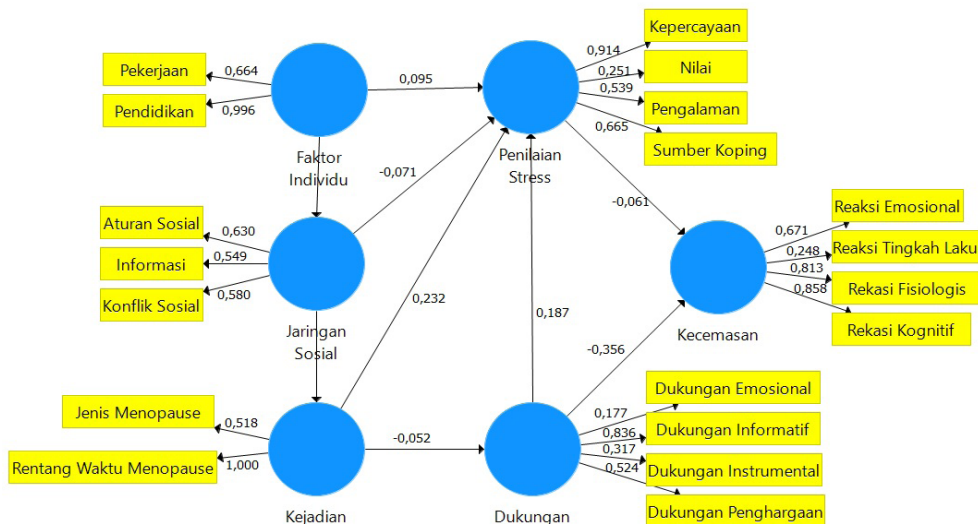 Pekerjaan
0,664
Pendidikan
0,996
Faktor
Individu
0,095
Kepercayaan
0,914
Nilai
0,251
Pengalaman
0,539
Sumber Koping
0,665
Penilaian
Stress
-0,071
-0,061
Aturan Sosial
0,630
Informasi
0,549
Konflik Sosial
0,580
Jaringan
Sosial
0,232
0,187
Reaksi Emosional
0,671
Reaksi Tingkah Laku
0,248
Rekasi Fisiologis
0,813
Rekasi Kognitif
0,858
Kecemasan
-0,356
Jenis Menopause
0,518
Rentang Waktu Menopause
1,000
Kejadian
-0,052
Dukungan Emosional
0,177
Dukungan Informatif
0,836
Dukungan Instrumental
0,317
Dukungan Penghargaan
0,524
Dukungan